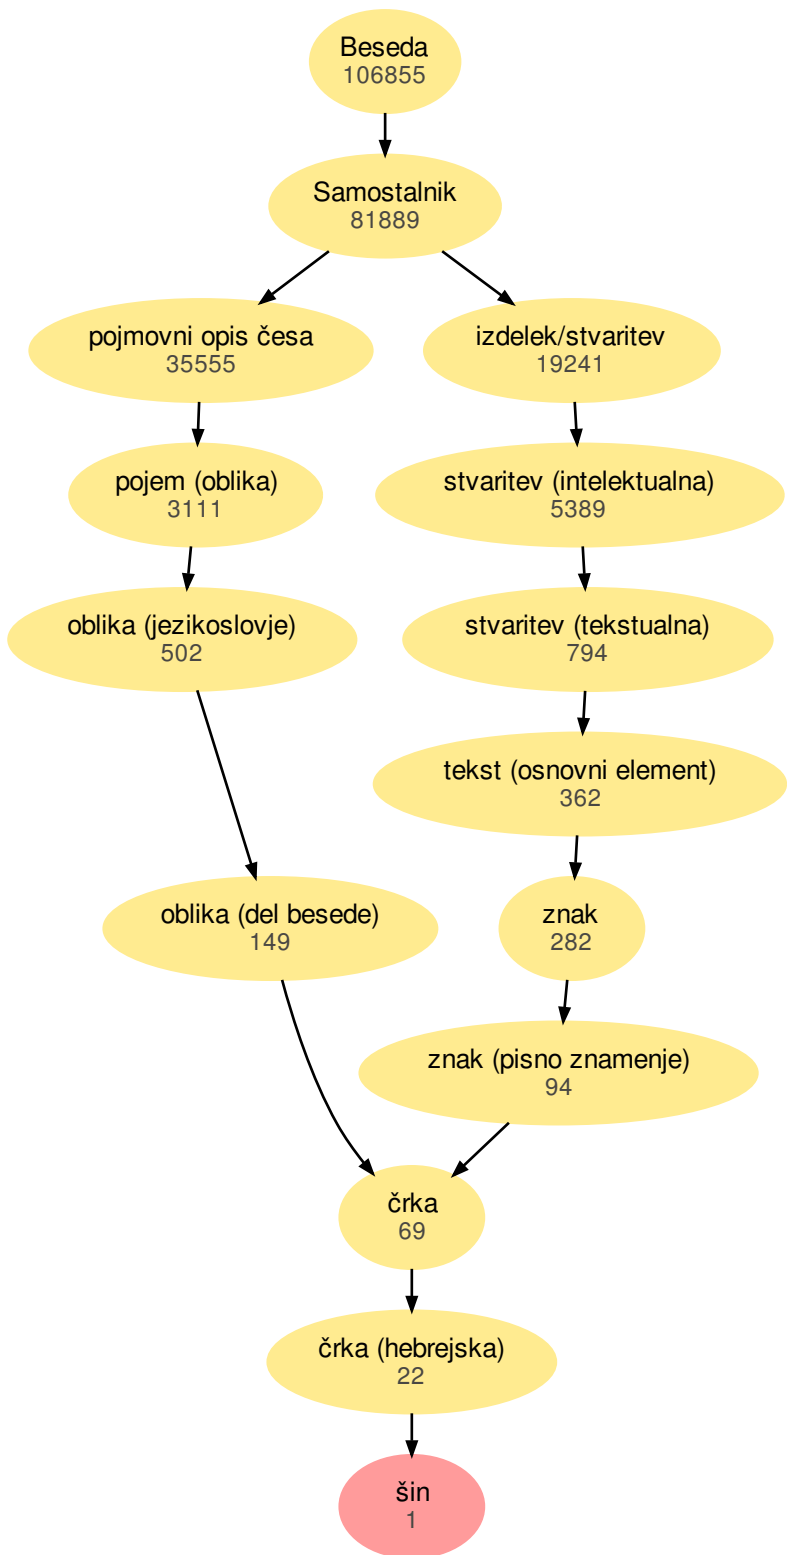 Beseda
106855
Samostalnik
81889
pojmovni opis česa
35555
izdelek/stvaritev
19241
pojem (oblika)
3111
stvaritev (intelektualna)
5389
oblika (jezikoslovje)
502
stvaritev (tekstualna)
794
tekst (osnovni element)
362
oblika (del besede)
149
znak
282
znak (pisno znamenje)
94
črka
69
črka (hebrejska)
22
šin
1